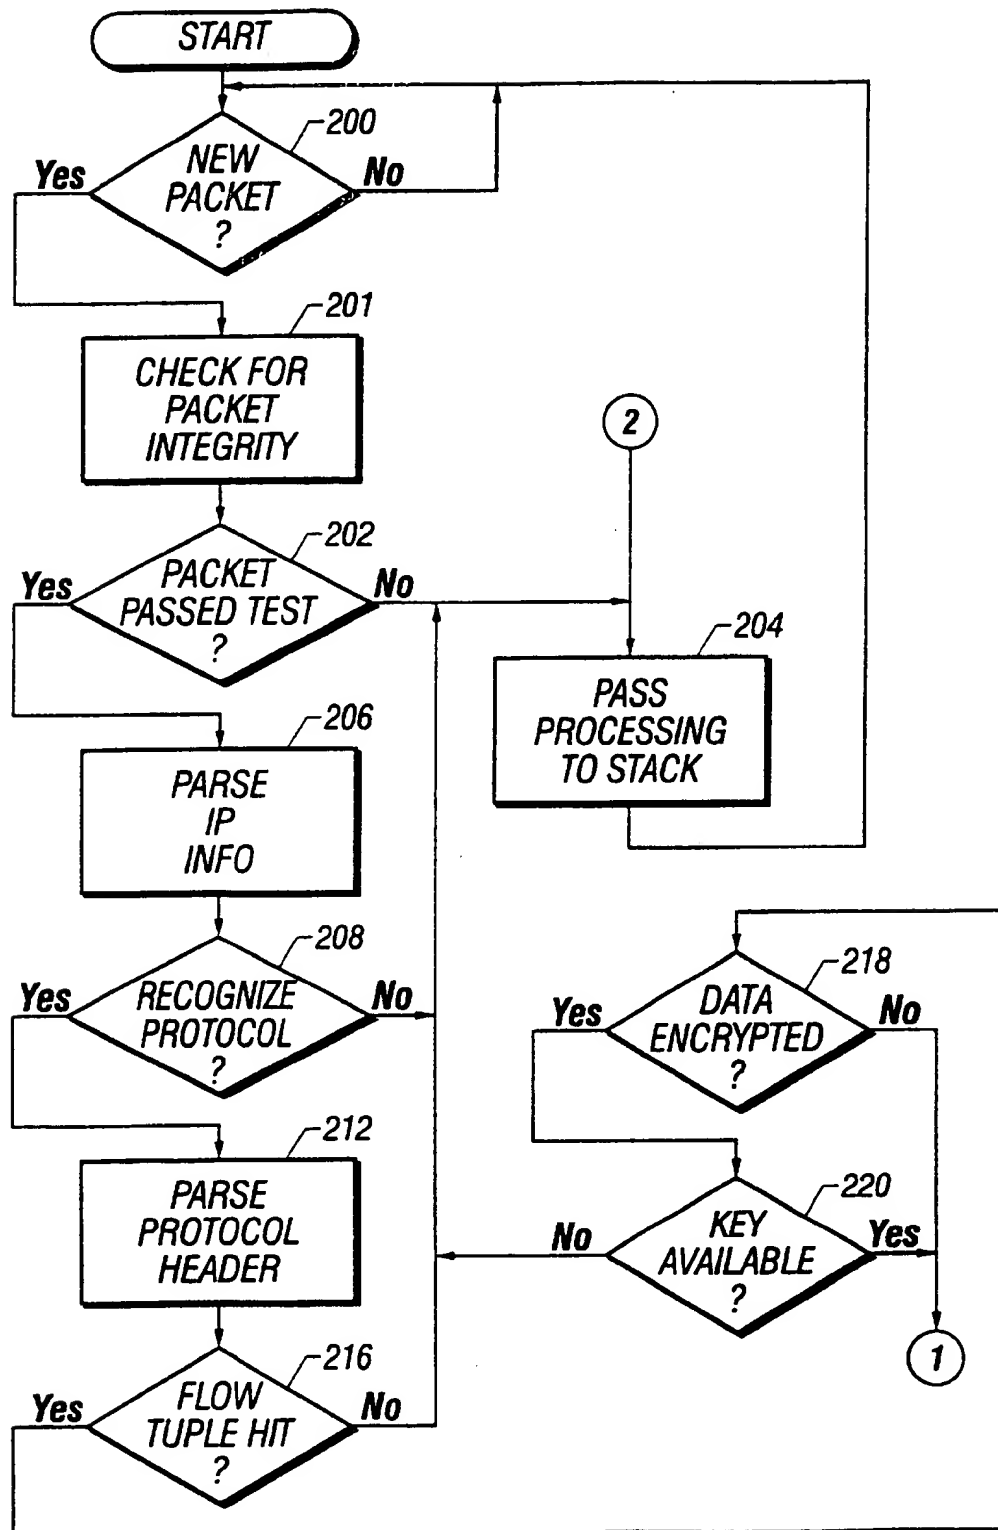 START
200
NEW
PACKET
?
Yes
No
201
CHECK FOR
PACKET
INTEGRITY
2
202
PACKET
PASSED TEST
?
Yes
No
204
PASS
PROCESSING
TO STACK
206
PARSE
IP
INFO
208
RECOGNIZE
PROTOCOL
?
Yes
No
218
DATA
ENCRYPTED
?
Yes
No
212
PARSE
PROTOCOL
HEADER
220
KEY
AVAILABLE
?
No
Yes
1
216
FLOW
TUPLE HIT
?
Yes
No